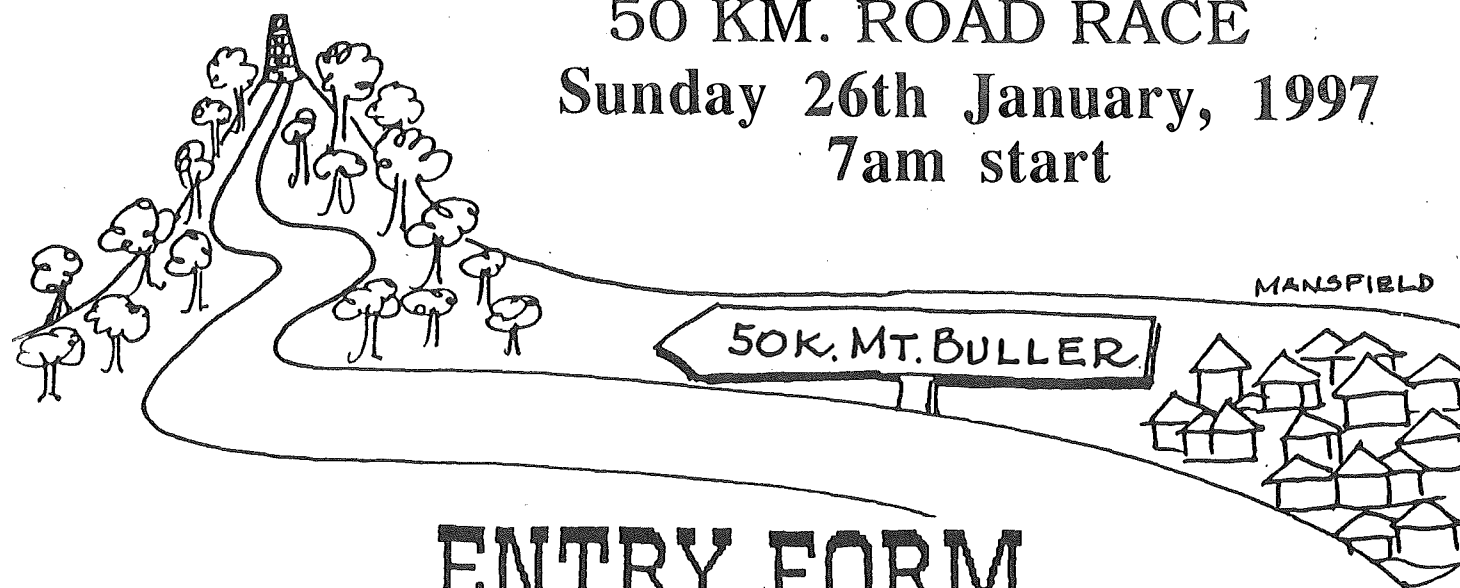 50 KM. ROAD RACE
Sunday 26th January, 1997
7am start
MANSFIELD
50K. MT. BULLER
ENTRY FORM